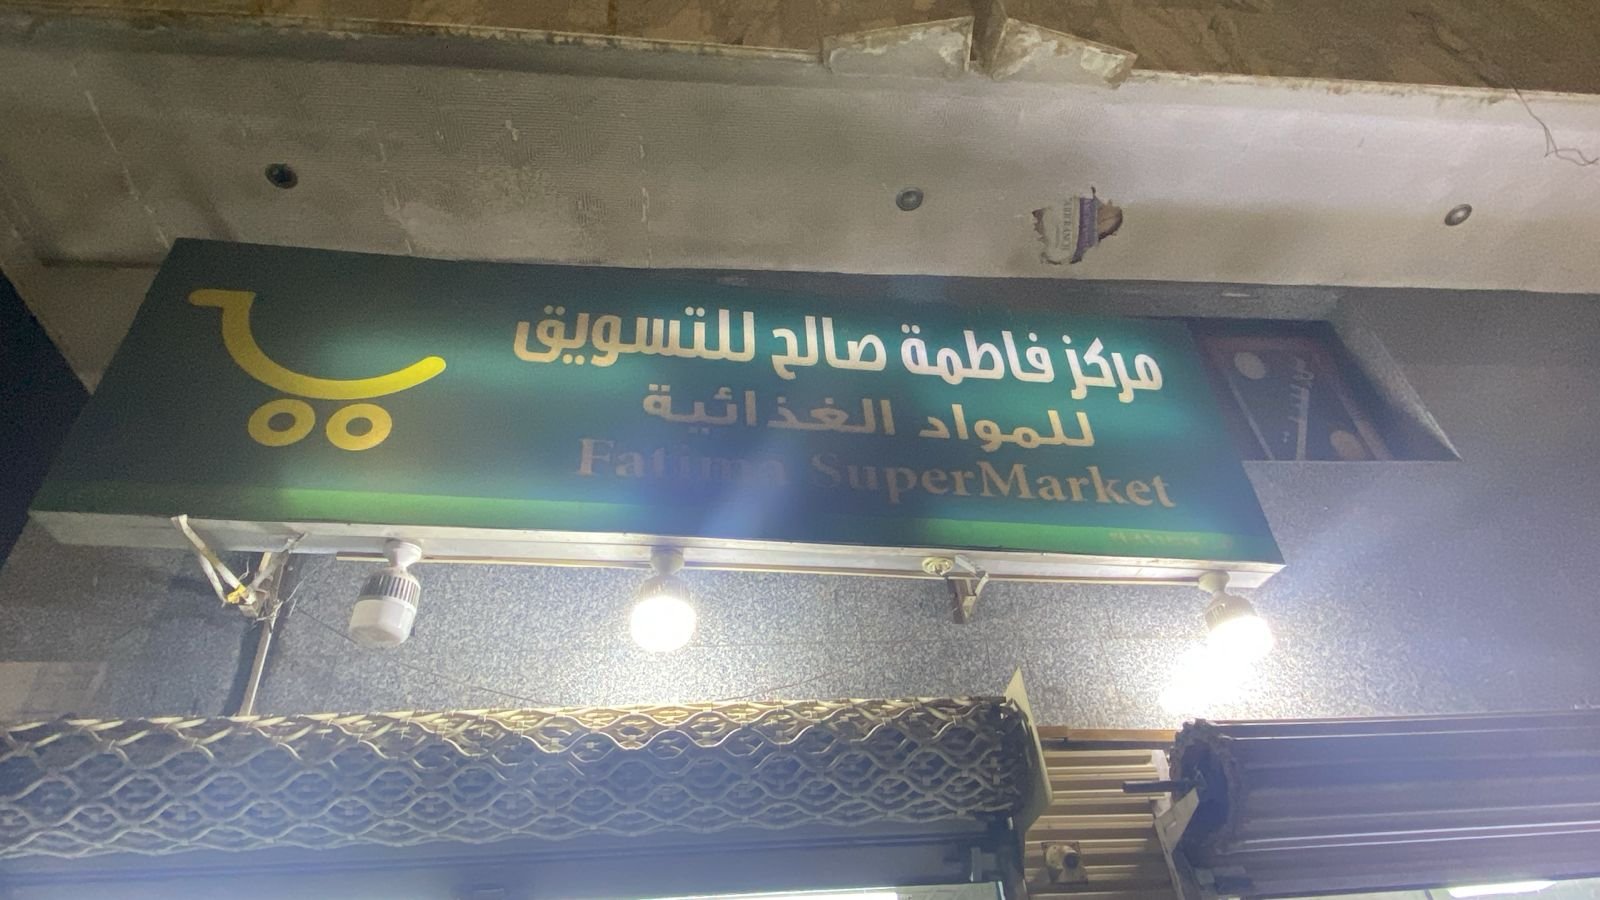 مركز فاطمة صالح للتسويق
للمواد الغذائية
Fatima SuperMarket